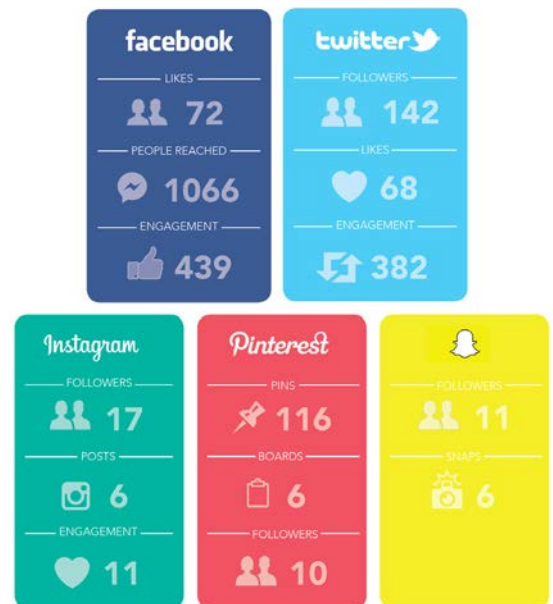 facebook
LIKES
72
PEOPLE REACHED
1066
ENGAGEMENT
439
twitter
FOLLOWERS
142
LIKES
68
ENGAGEMENT
382
Instagram
FOLLOWERS
17
POSTS
6
ENGAGEMENT
11
Pinterest
PINS
116
BOARDS
6
FOLLOWERS
10
FOLLOWERS
11
SNAPS
6